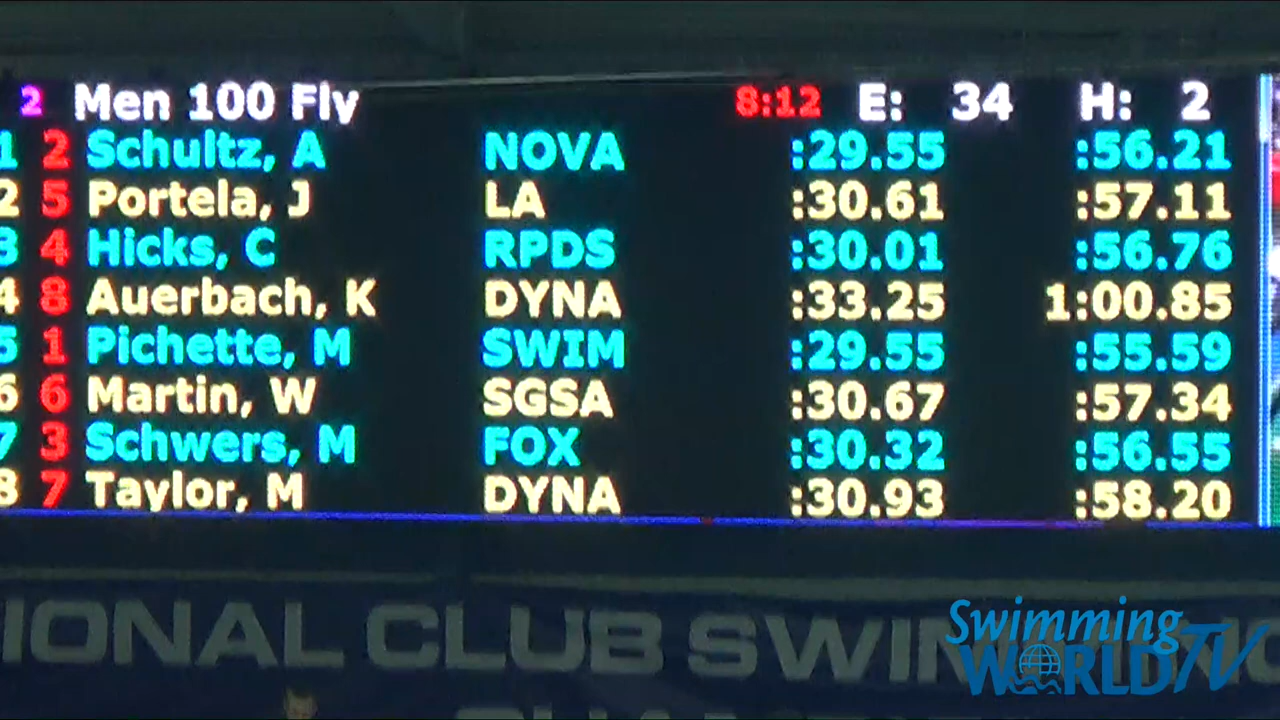 2 Men 100 Fly 8:12 E: 34 H: 2
1 2 Schultz, A NOVA :29.55 :56.21
2 5 Portela, J LA :30.61 :57.11
3 4 Hicks, C RPDS :30.01 :56.76
4 8 Auerbach, K DYNA :33.25 1:00.85
5 1 Pichette, M SWIM :29.55 :55.59
6 6 Martin, W SGSA :30.67 :57.34
7 3 Schwers, M FOX :30.32 :56.55
8 7 Taylor, M DYNA :30.93 :58.20
IONAL CLUB SWIM
Swimming
WORLD TV